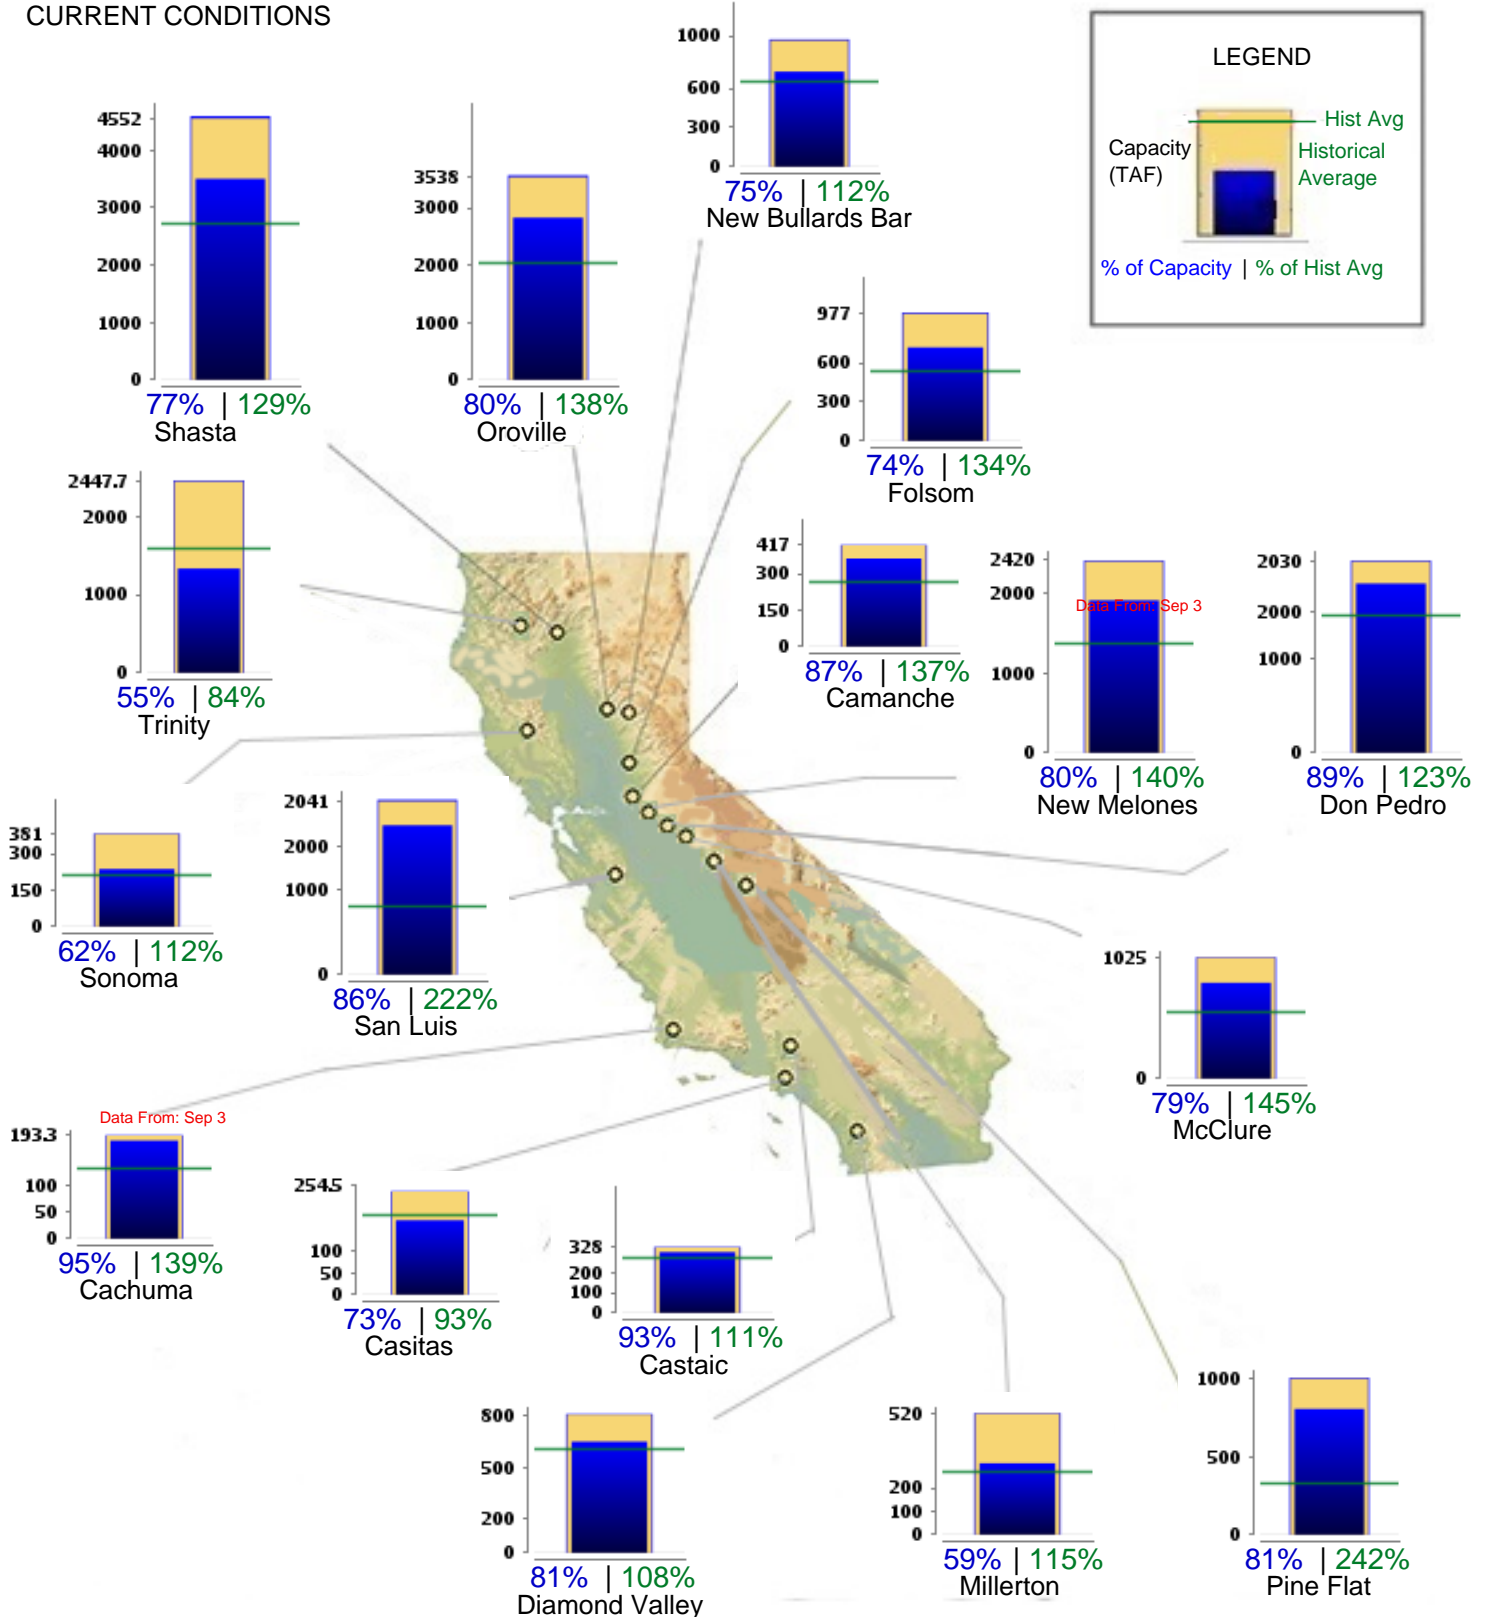 CURRENT CONDITIONS
LEGEND
Hist Avg
Capacity
(TAF)
Historical
Average
% of Capacity | % of Hist Avg
1000
600
300
0
75% | 112%
New Bullards Bar
4552
4000
3000
2000
1000
0
77% | 129%
Shasta
3538
3000
2000
1000
0
80% | 138%
Oroville
977
600
300
0
74% | 134%
Folsom
2447.7
2000
1000
0
55% | 84%
Trinity
417
300
150
0
87% | 137%
Camanche
2420
2000
Data From: Sep 3
1000
0
80% | 140%
New Melones
2030
2000
1000
0
89% | 123%
Don Pedro
381
300
150
0
62% | 112%
Sonoma
2041
2000
1000
0
86% | 222%
San Luis
1025
0
79% | 145%
McClure
Data From: Sep 3
193.3
100
50
0
95% | 139%
Cachuma
254.5
100
50
0
73% | 93%
Casitas
328
200
100
0
93% | 111%
Castaic
800
500
200
0
81% | 108%
Diamond Valley
520
200
100
0
59% | 115%
Millerton
1000
500
0
81% | 242%
Pine Flat